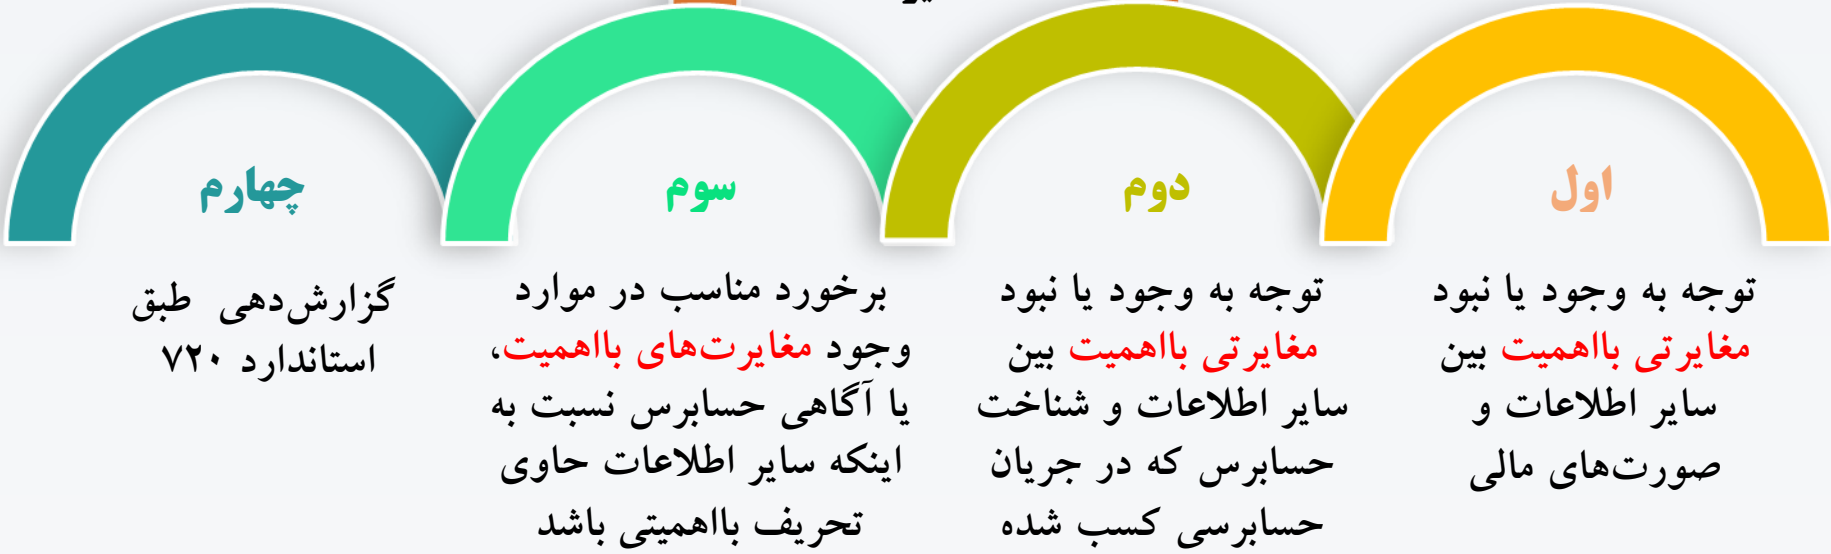 اول
توجه به وجود یا نبود
مغایرتی بااهمیت بین
سایر اطلاعات و
صورت‌های مالی
دوم
توجه به وجود یا نبود
مغایرتی بااهمیت بین
سایر اطلاعات و شناخت
حسابرس که در جریان
حسابرسی کسب شده
سوم
برخورد مناسب در موارد
وجود مغایرت‌های بااهمیت،
یا آگاهی حسابرس نسبت به
اینکه سایر اطلاعات حاوی
تحریف بااهمیتی باشد
چهارم
گزارش‌دهی طبق
استاندارد ۷۲۰